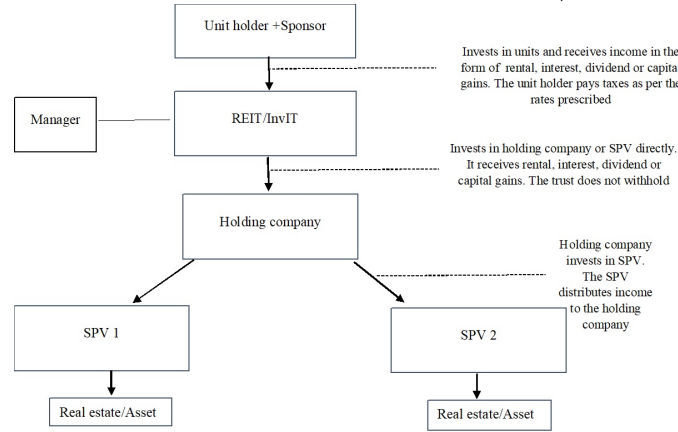 Unit holder +Sponsor
Invests in units and receives income in the
form of rental, interest, dividend or capital
gains. The unit holder pays taxes as per the
rates prescribed
Manager
REIT/InvIT
Invests in holding company or SPV directly.
It receives rental, interest, dividend or
capital gains. The trust does not withhold
Holding company
Holding company
invests in SPV.
The SPV
distributes income
to the holding
company
SPV 1
SPV 2
Real estate/Asset
Real estate/Asset